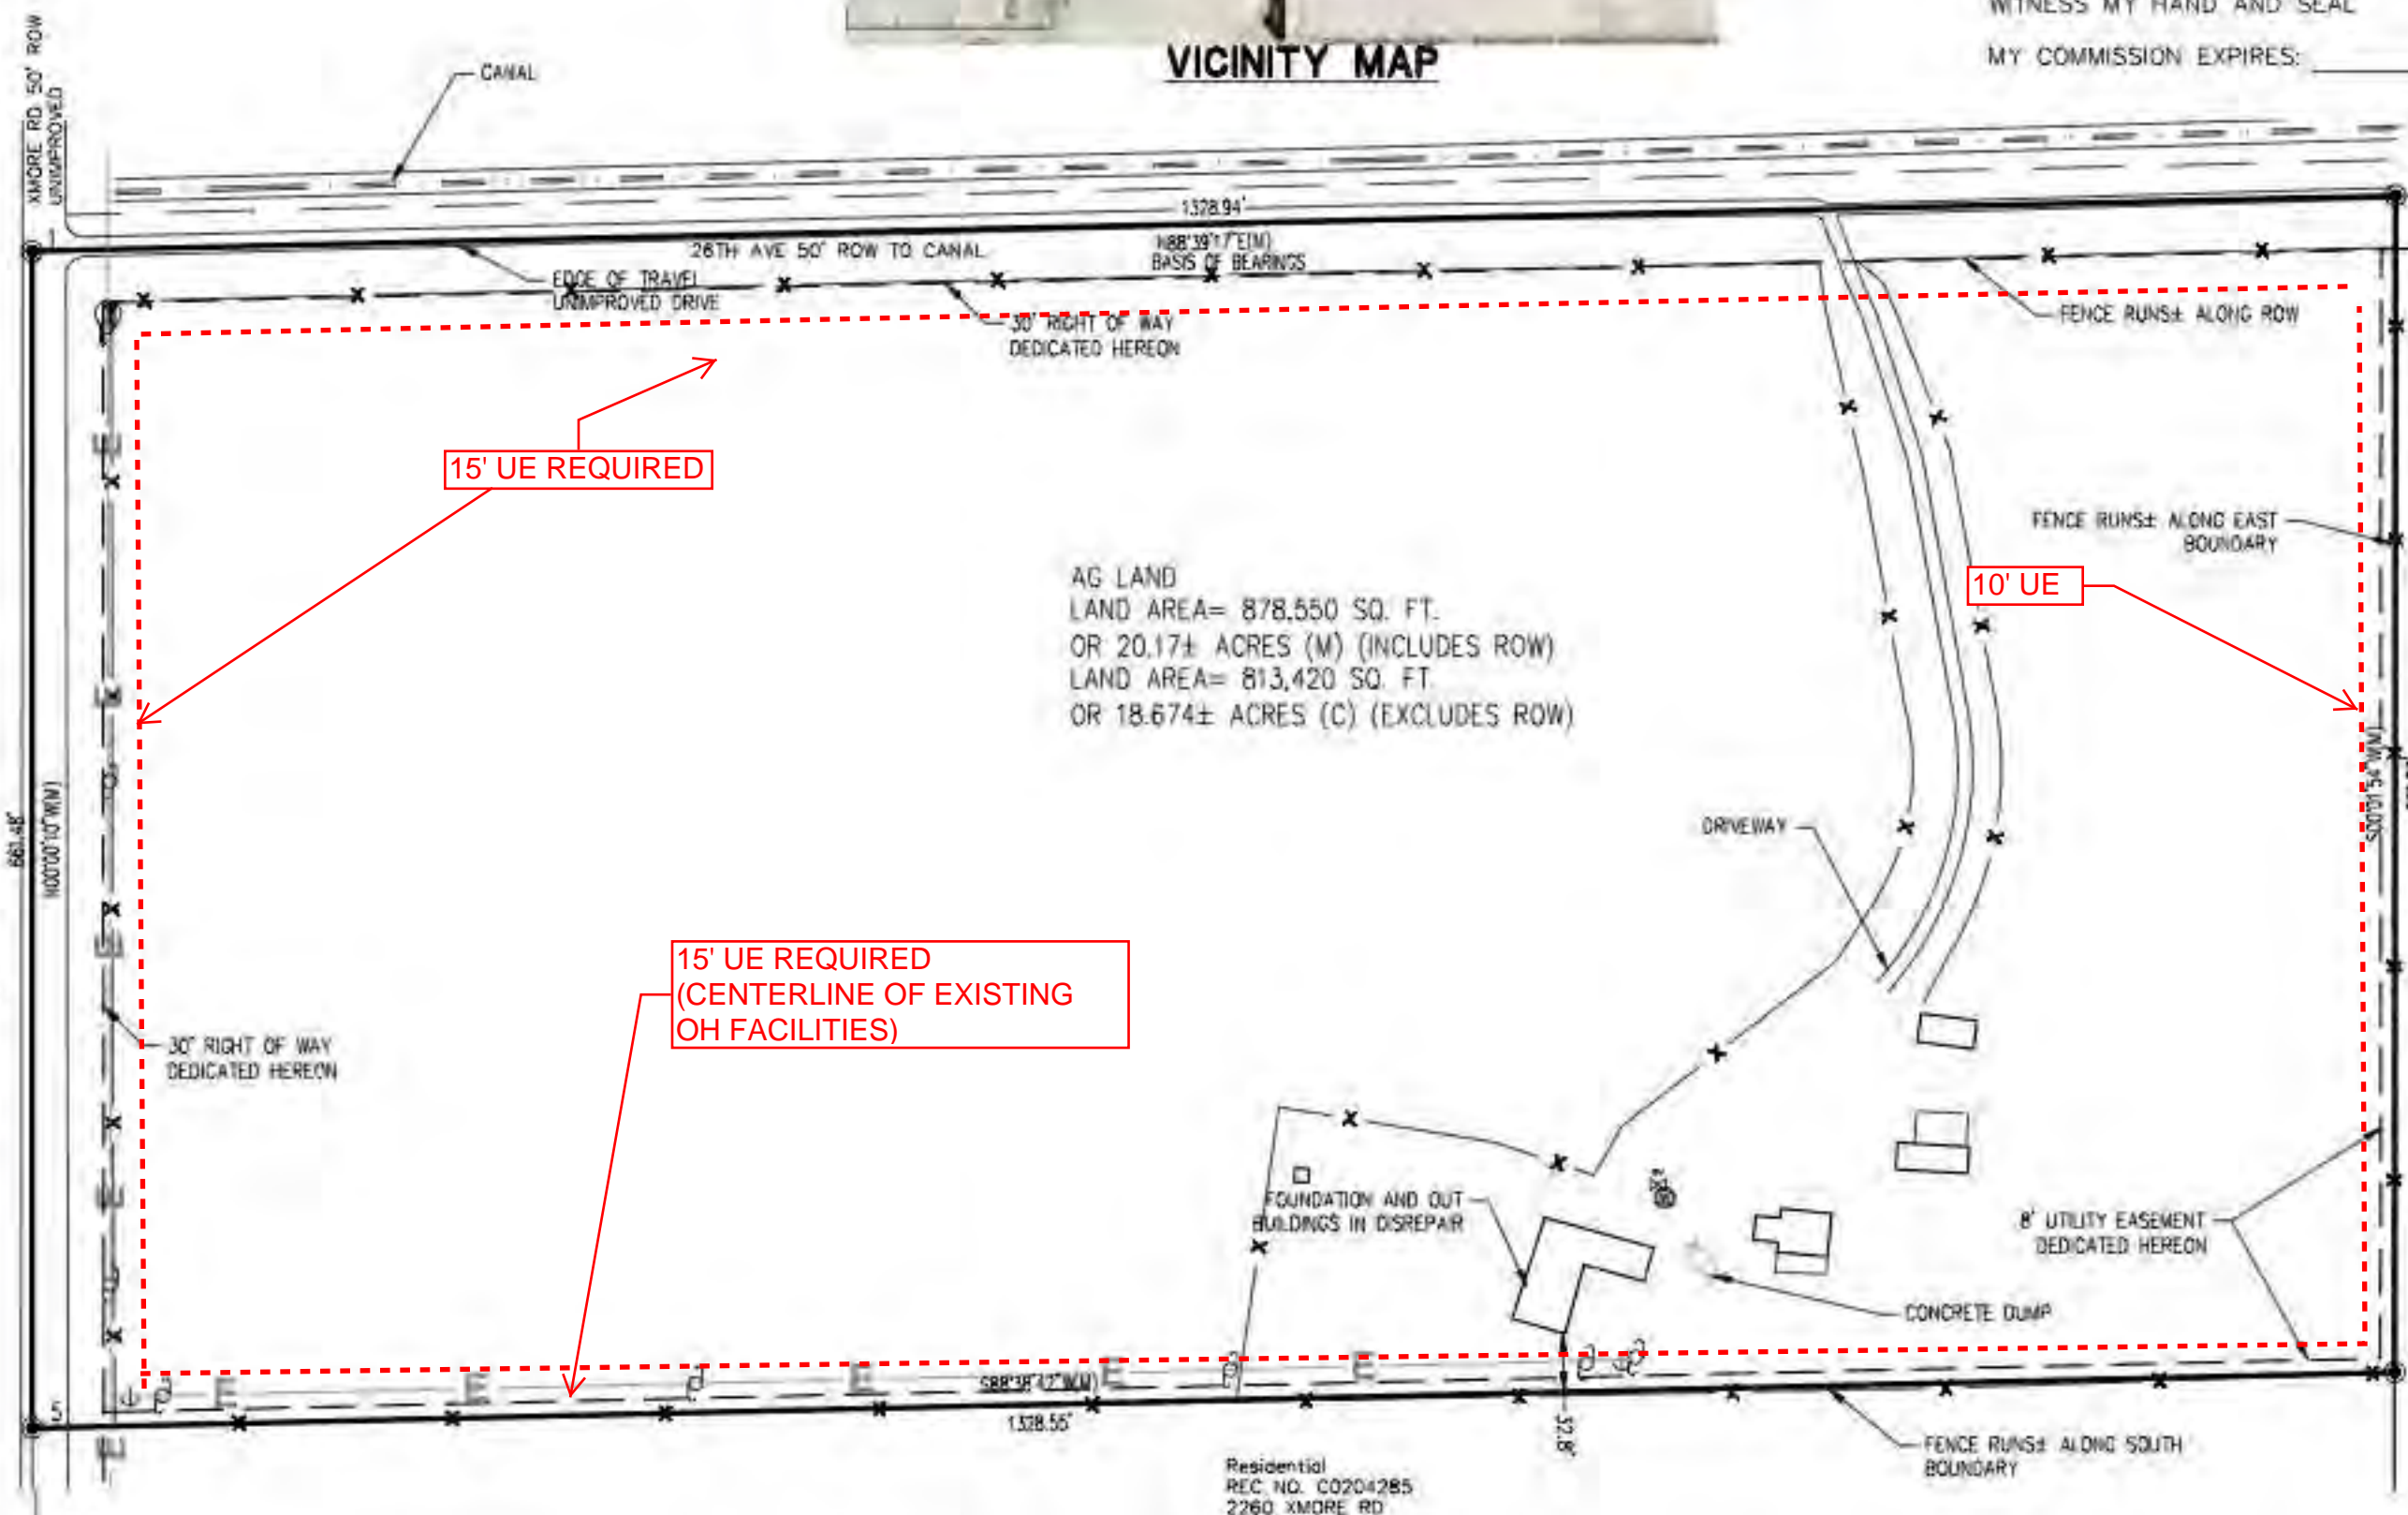 WITNESS MY HAND AND SEAL
MY COMMISSION EXPIRES:
VICINITY MAP
XMORE RD 50' ROW
UNIMPROVED
CANAL
1328.94'
26TH AVE 50' ROW TO CANAL
N88°39'17"E(M)
BASIS OF BEARINGS
EDGE OF TRAVEL
UNIMPROVED DRIVE
30' RIGHT OF WAY
DEDICATED HEREON
FENCE RUNS± ALONG ROW
15' UE REQUIRED
FENCE RUNS± ALONG EAST
BOUNDARY
10' UE
AG LAND
LAND AREA= 878,550 SQ. FT.
OR 20.17± ACRES (M) (INCLUDES ROW)
LAND AREA= 813,420 SQ. FT.
OR 18.674± ACRES (C) (EXCLUDES ROW)
661.48'
N00°00'10"W(M)
S00°01'54"W(M)
DRIVEWAY
15' UE REQUIRED
(CENTERLINE OF EXISTING
OH FACILITIES)
30' RIGHT OF WAY
DEDICATED HEREON
FOUNDATION AND OUT
BUILDINGS IN DISREPAIR
8' UTILITY EASEMENT
DEDICATED HEREON
CONCRETE DUMP
S88°38'42"W(M)
1328.55'
32.8'
FENCE RUNS± ALONG SOUTH
BOUNDARY
Residential
REC NO. C0204285
2260 XMORE RD